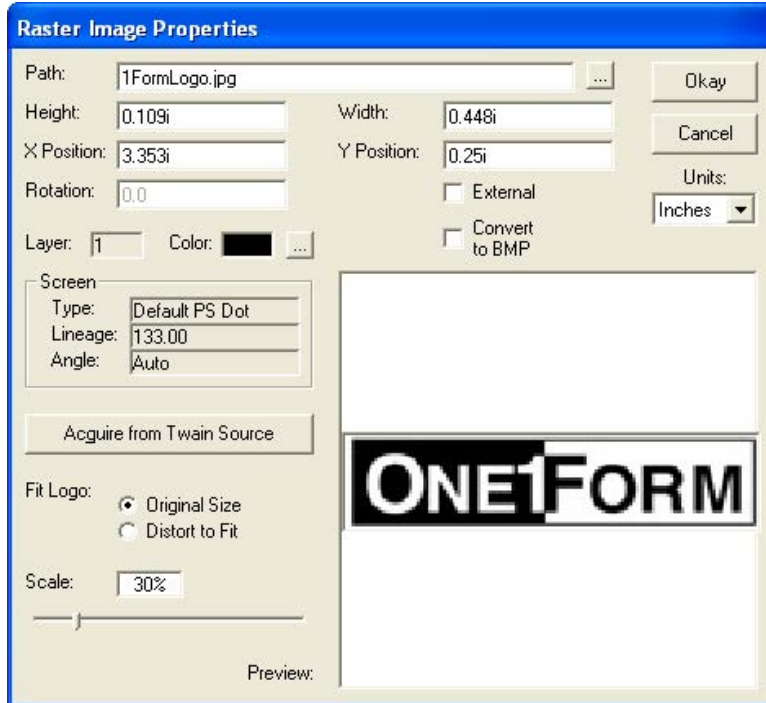 Raster Image Properties
Path: 1FormLogo.jpg ... Okay
Height: 0.109i Width: 0.448i
Cancel
X Position: 3.353i Y Position: 0.25i
Units:
Rotation: 0.0 External
Inches
Layer: 1 Color: ... Convert
to BMP
Screen
Type: Default PS Dot
Lineage: 133.00
Angle: Auto
Acguire from Twain Source
ONE1FORM
Fit Logo: Original Size
Distort to Fit
Scale: 30%
Preview: